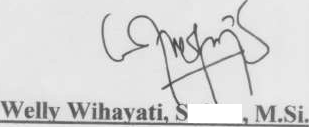 Welly Wihayati, S , M.Si.